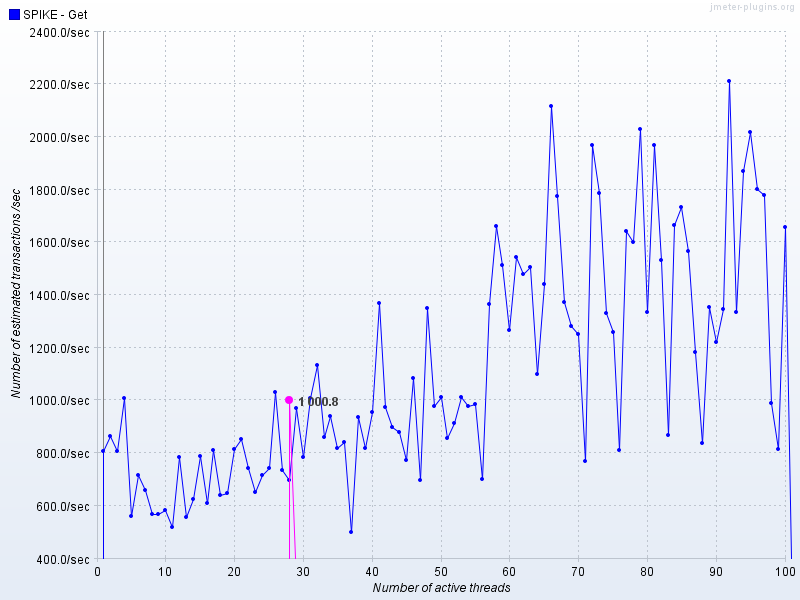 jmeter-plugins.org
SPIKE - Get
2400.0/sec
2200.0/sec
2000.0/sec
1800.0/sec
1600.0/sec
1400.0/sec
1200.0/sec
1000.0/sec
800.0/sec
600.0/sec
400.0/sec
Number of estimated transactions /sec
1 000.8
0 10 20 30 40 50 60 70 80 90 100
Number of active threads